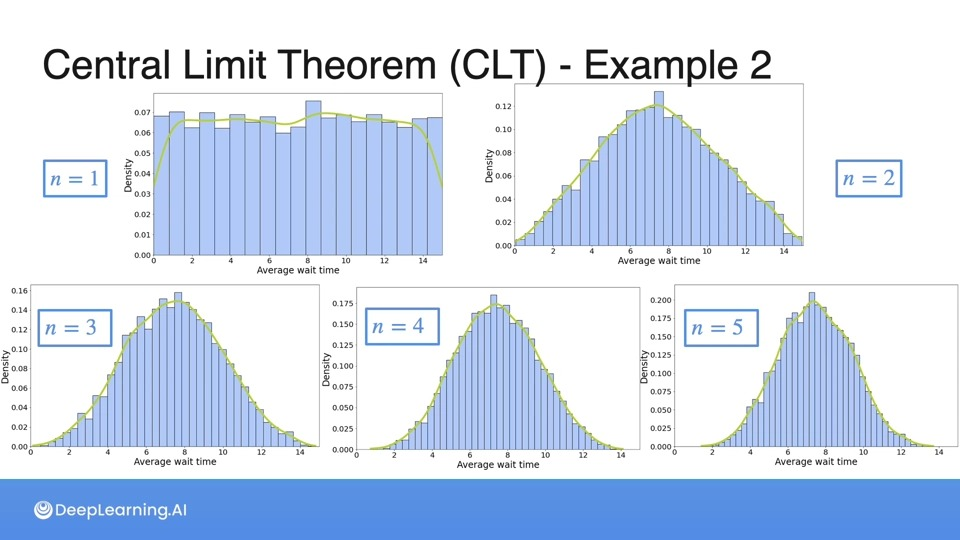 Central Limit Theorem (CLT) - Example 2
n = 1
Density
0.07
0.06
0.05
0.04
0.03
0.02
0.01
0.00
0 2 4 6 8 10 12 14
Average wait time
Density
0.12
0.10
0.08
0.06
0.04
0.02
0.00
0 2 4 6 8 10 12 14
Average wait time
n = 2
n = 3
Density
0.16
0.14
0.12
0.10
0.08
0.06
0.04
0.02
0.00
0 2 4 6 8 10 12 14
Average wait time
n = 4
Density
0.175
0.150
0.125
0.100
0.075
0.050
0.025
0.000
0 2 4 6 8 10 12 14
Average wait time
n = 5
Density
0.200
0.175
0.150
0.125
0.100
0.075
0.050
0.025
0.000
0 2 4 6 8 10 12 14
Average wait time
DeepLearning.AI